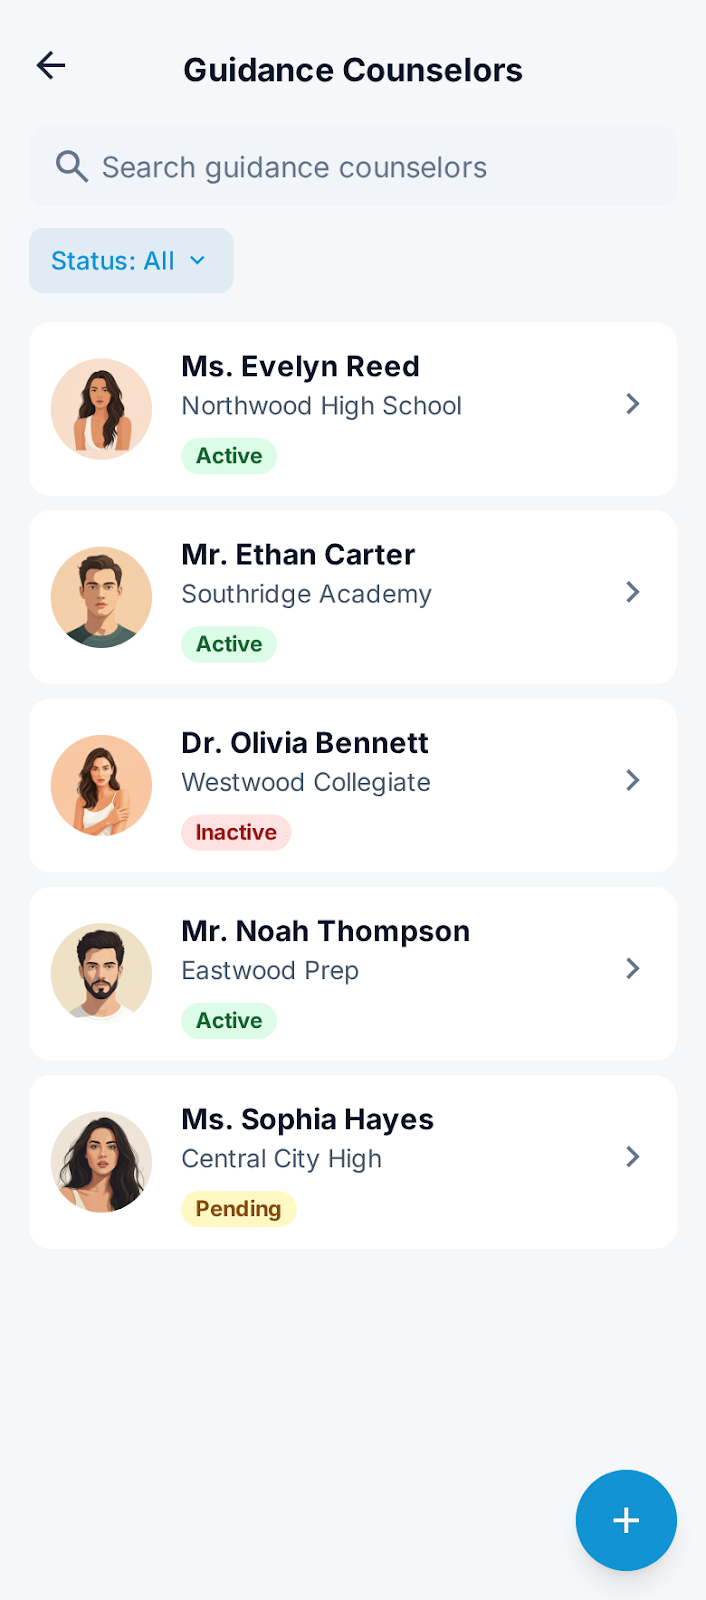 Guidance Counselors
Search guidance counselors
Status: All
Ms. Evelyn Reed
Northwood High School
Active
Mr. Ethan Carter
Southridge Academy
Active
Dr. Olivia Bennett
Westwood Collegiate
Inactive
Mr. Noah Thompson
Eastwood Prep
Active
Ms. Sophia Hayes
Central City High
Pending